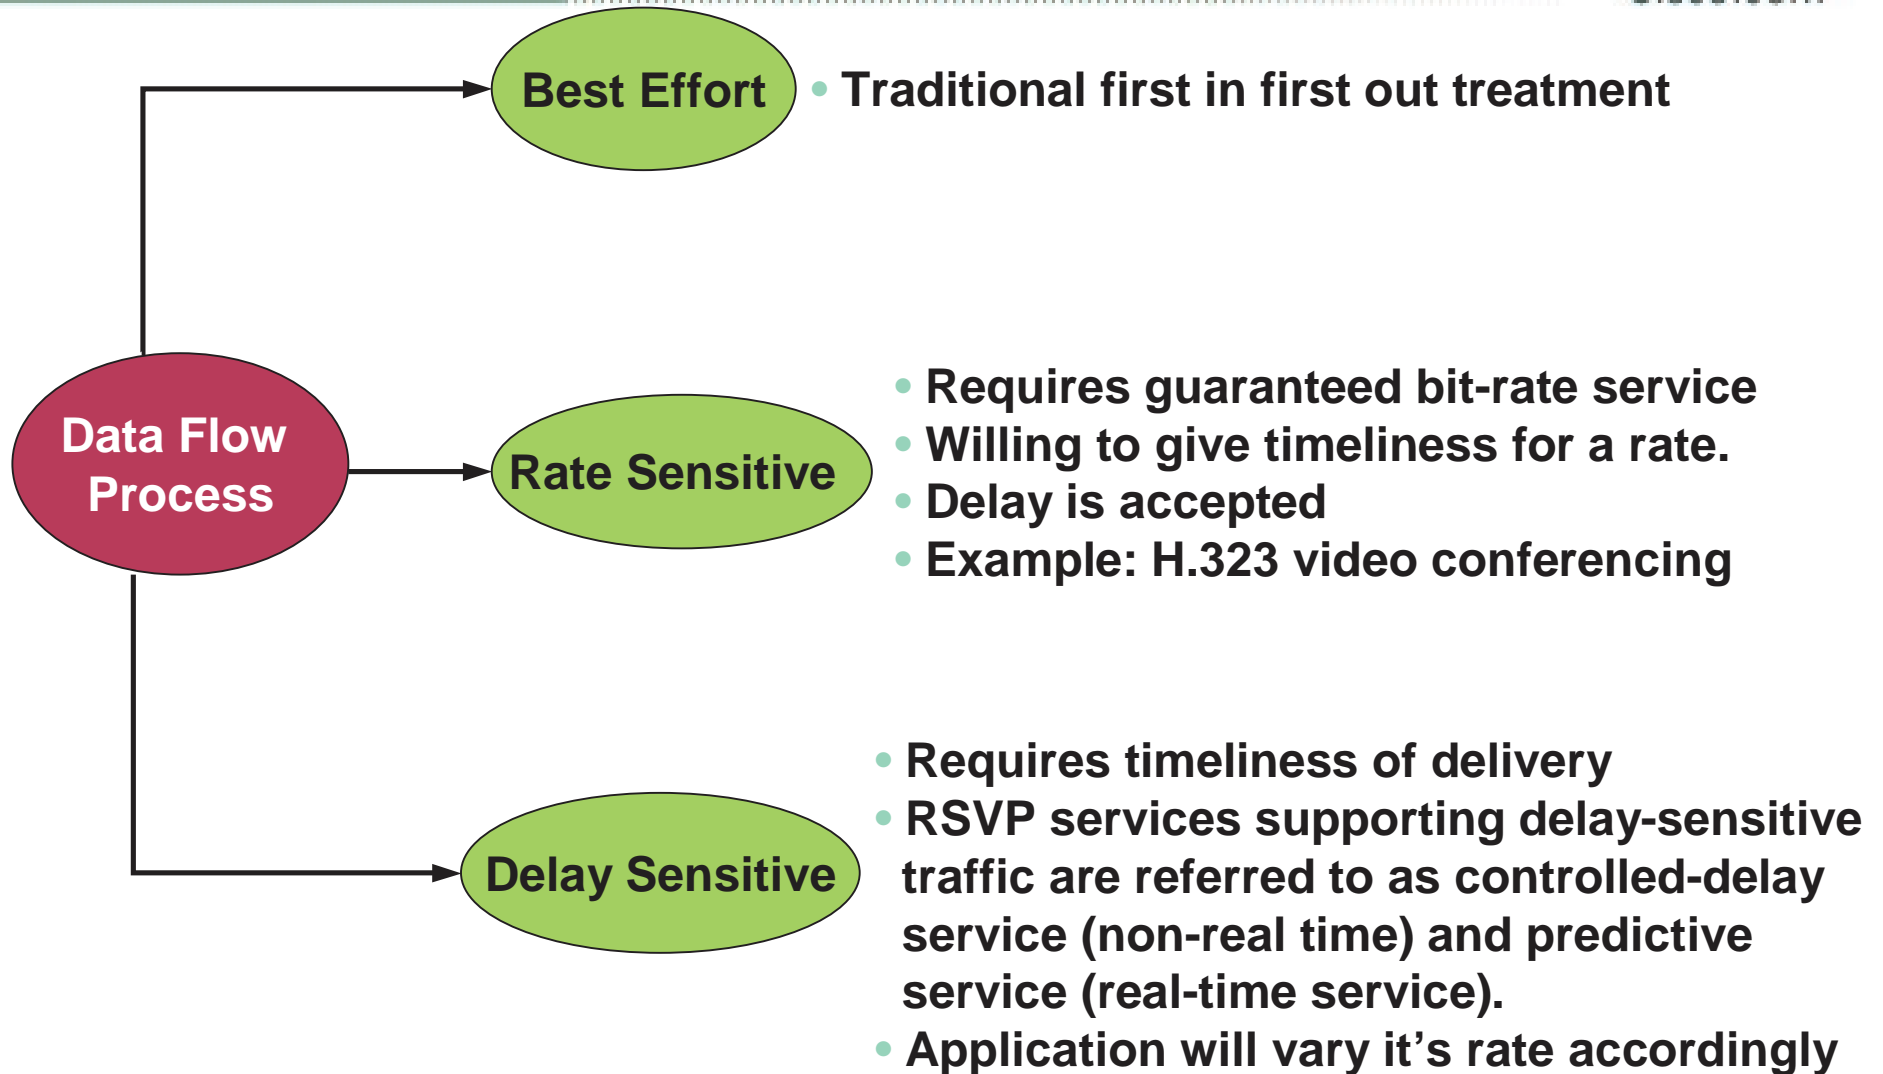 Best Effort
• Traditional first in first out treatment
Data Flow
Process
Rate Sensitive
• Requires guaranteed bit-rate service
• Willing to give timeliness for a rate.
• Delay is accepted
• Example: H.323 video conferencing
Delay Sensitive
• Requires timeliness of delivery
• RSVP services supporting delay-sensitive
traffic are referred to as controlled-delay
service (non-real time) and predictive
service (real-time service).
• Application will vary it’s rate accordingly